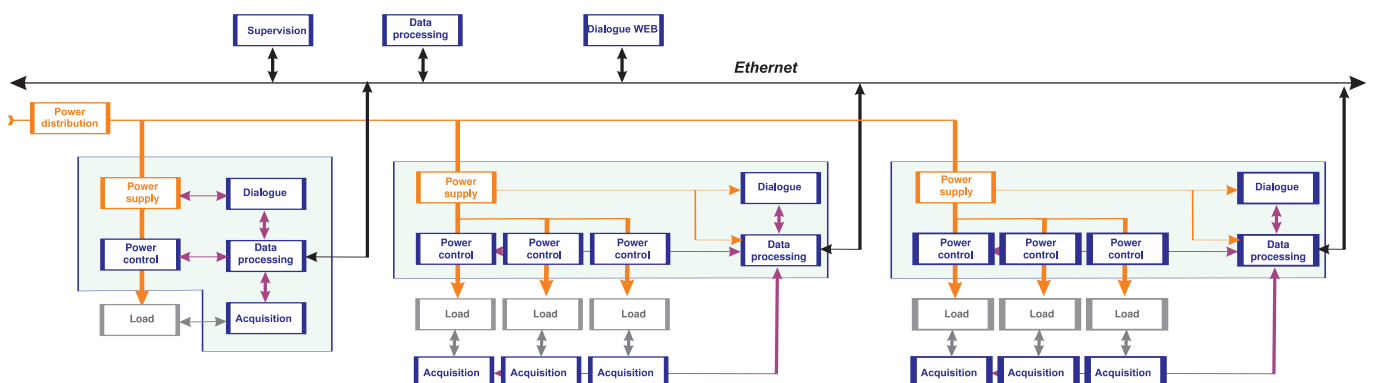 Supervision
Data
processing
Dialogue WEB
Ethernet
Power
distribution
Power
supply
Dialogue
Power
control
Data
processing
Load
Acquisition
Power
supply
Dialogue
Power
control
Power
control
Power
control
Data
processing
Load
Load
Load
Acquisition
Acquisition
Acquisition
Power
supply
Dialogue
Power
control
Power
control
Power
control
Data
processing
Load
Load
Load
Acquisition
Acquisition
Acquisition